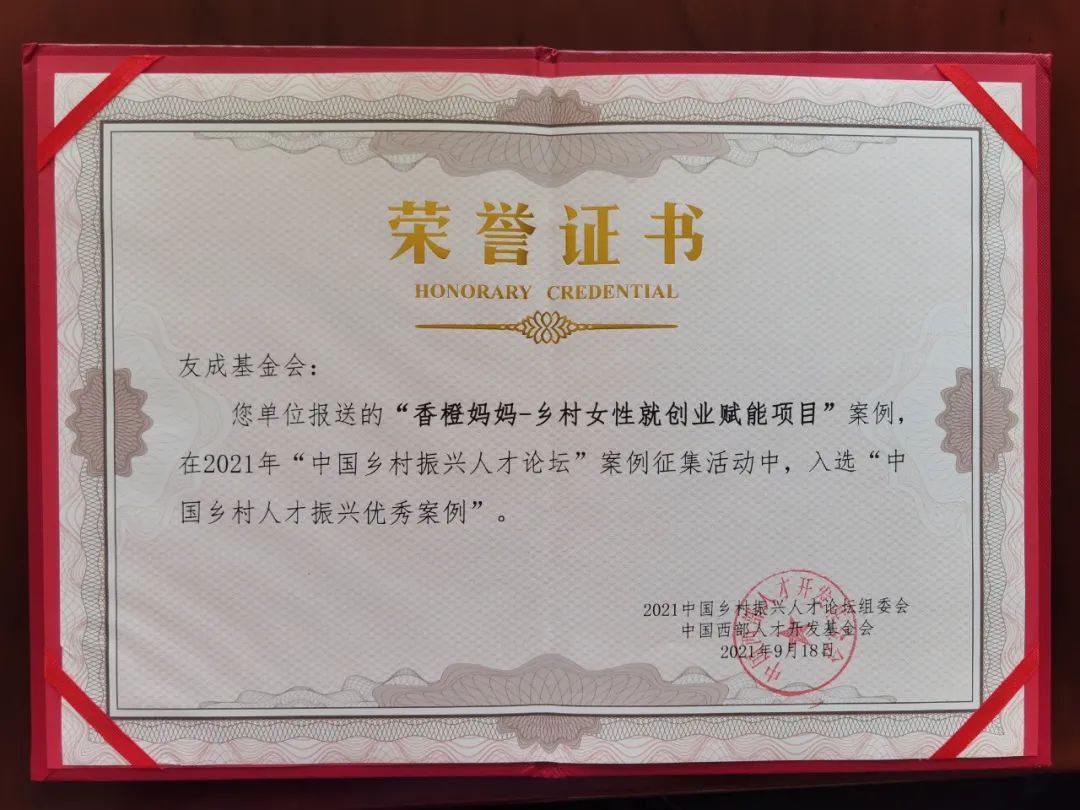 荣誉证书
HONORARY CREDENTIAL
友成基金会：
您单位报送的“香橙妈妈-乡村女性就创业赋能项目”案例，
在2021年“中国乡村振兴人才论坛”案例征集活动中，入选“中
国乡村人才振兴优秀案例”。
2021中国乡村振兴人才论坛组委会
中国西部人才开发基金会
2021年9月18日